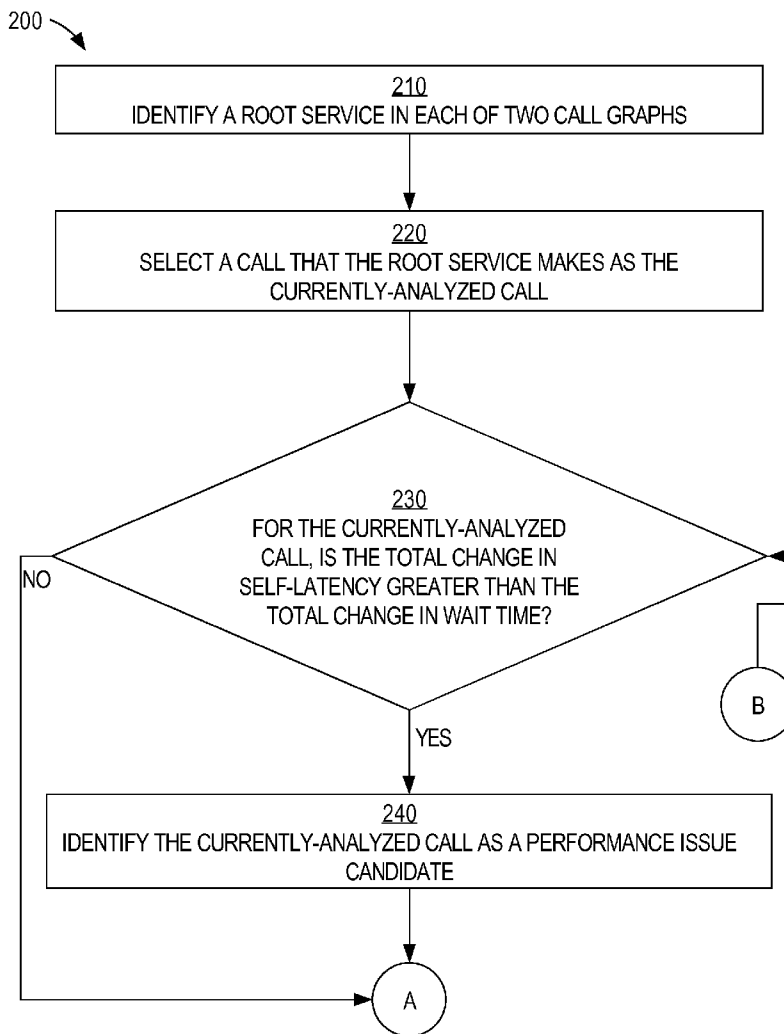 200
210
IDENTIFY A ROOT SERVICE IN EACH OF TWO CALL GRAPHS
220
SELECT A CALL THAT THE ROOT SERVICE MAKES AS THE
CURRENTLY-ANALYZED CALL
230
FOR THE CURRENTLY-ANALYZED
CALL, IS THE TOTAL CHANGE IN
SELF-LATENCY GREATER THAN THE
TOTAL CHANGE IN WAIT TIME?
NO
B
YES
240
IDENTIFY THE CURRENTLY-ANALYZED CALL AS A PERFORMANCE ISSUE
CANDIDATE
A